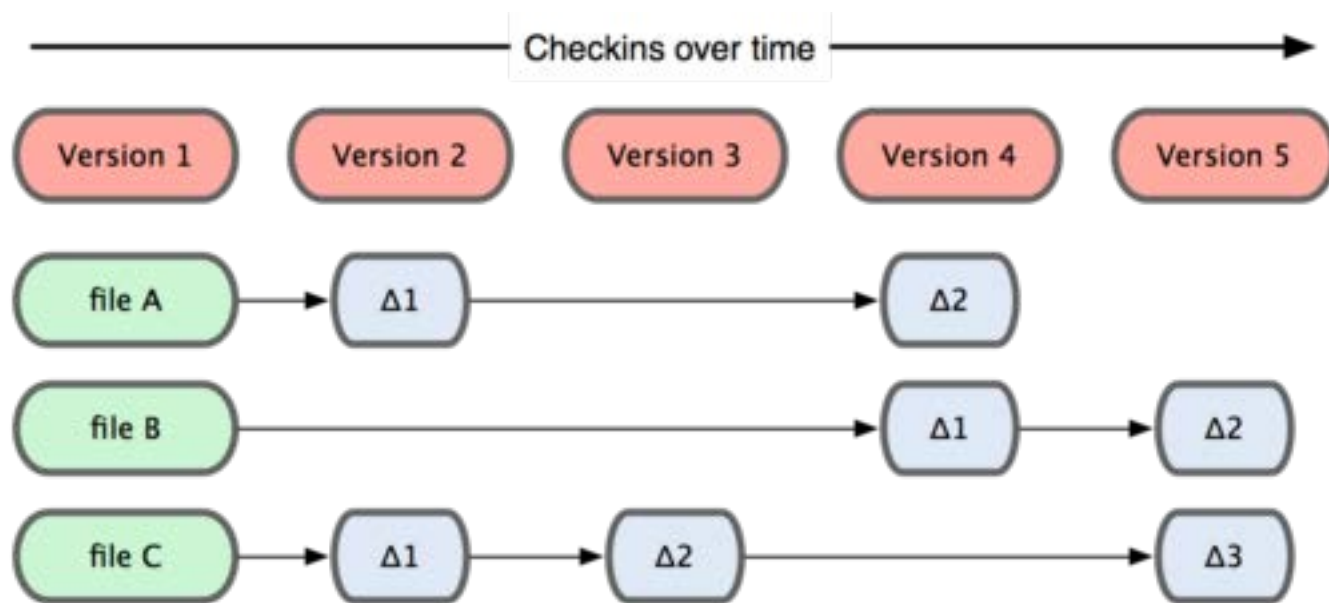 Checkins over time
Version 1 Version 2 Version 3 Version 4 Version 5
file A Δ1 Δ2
file B Δ1 Δ2
file C Δ1 Δ2 Δ3